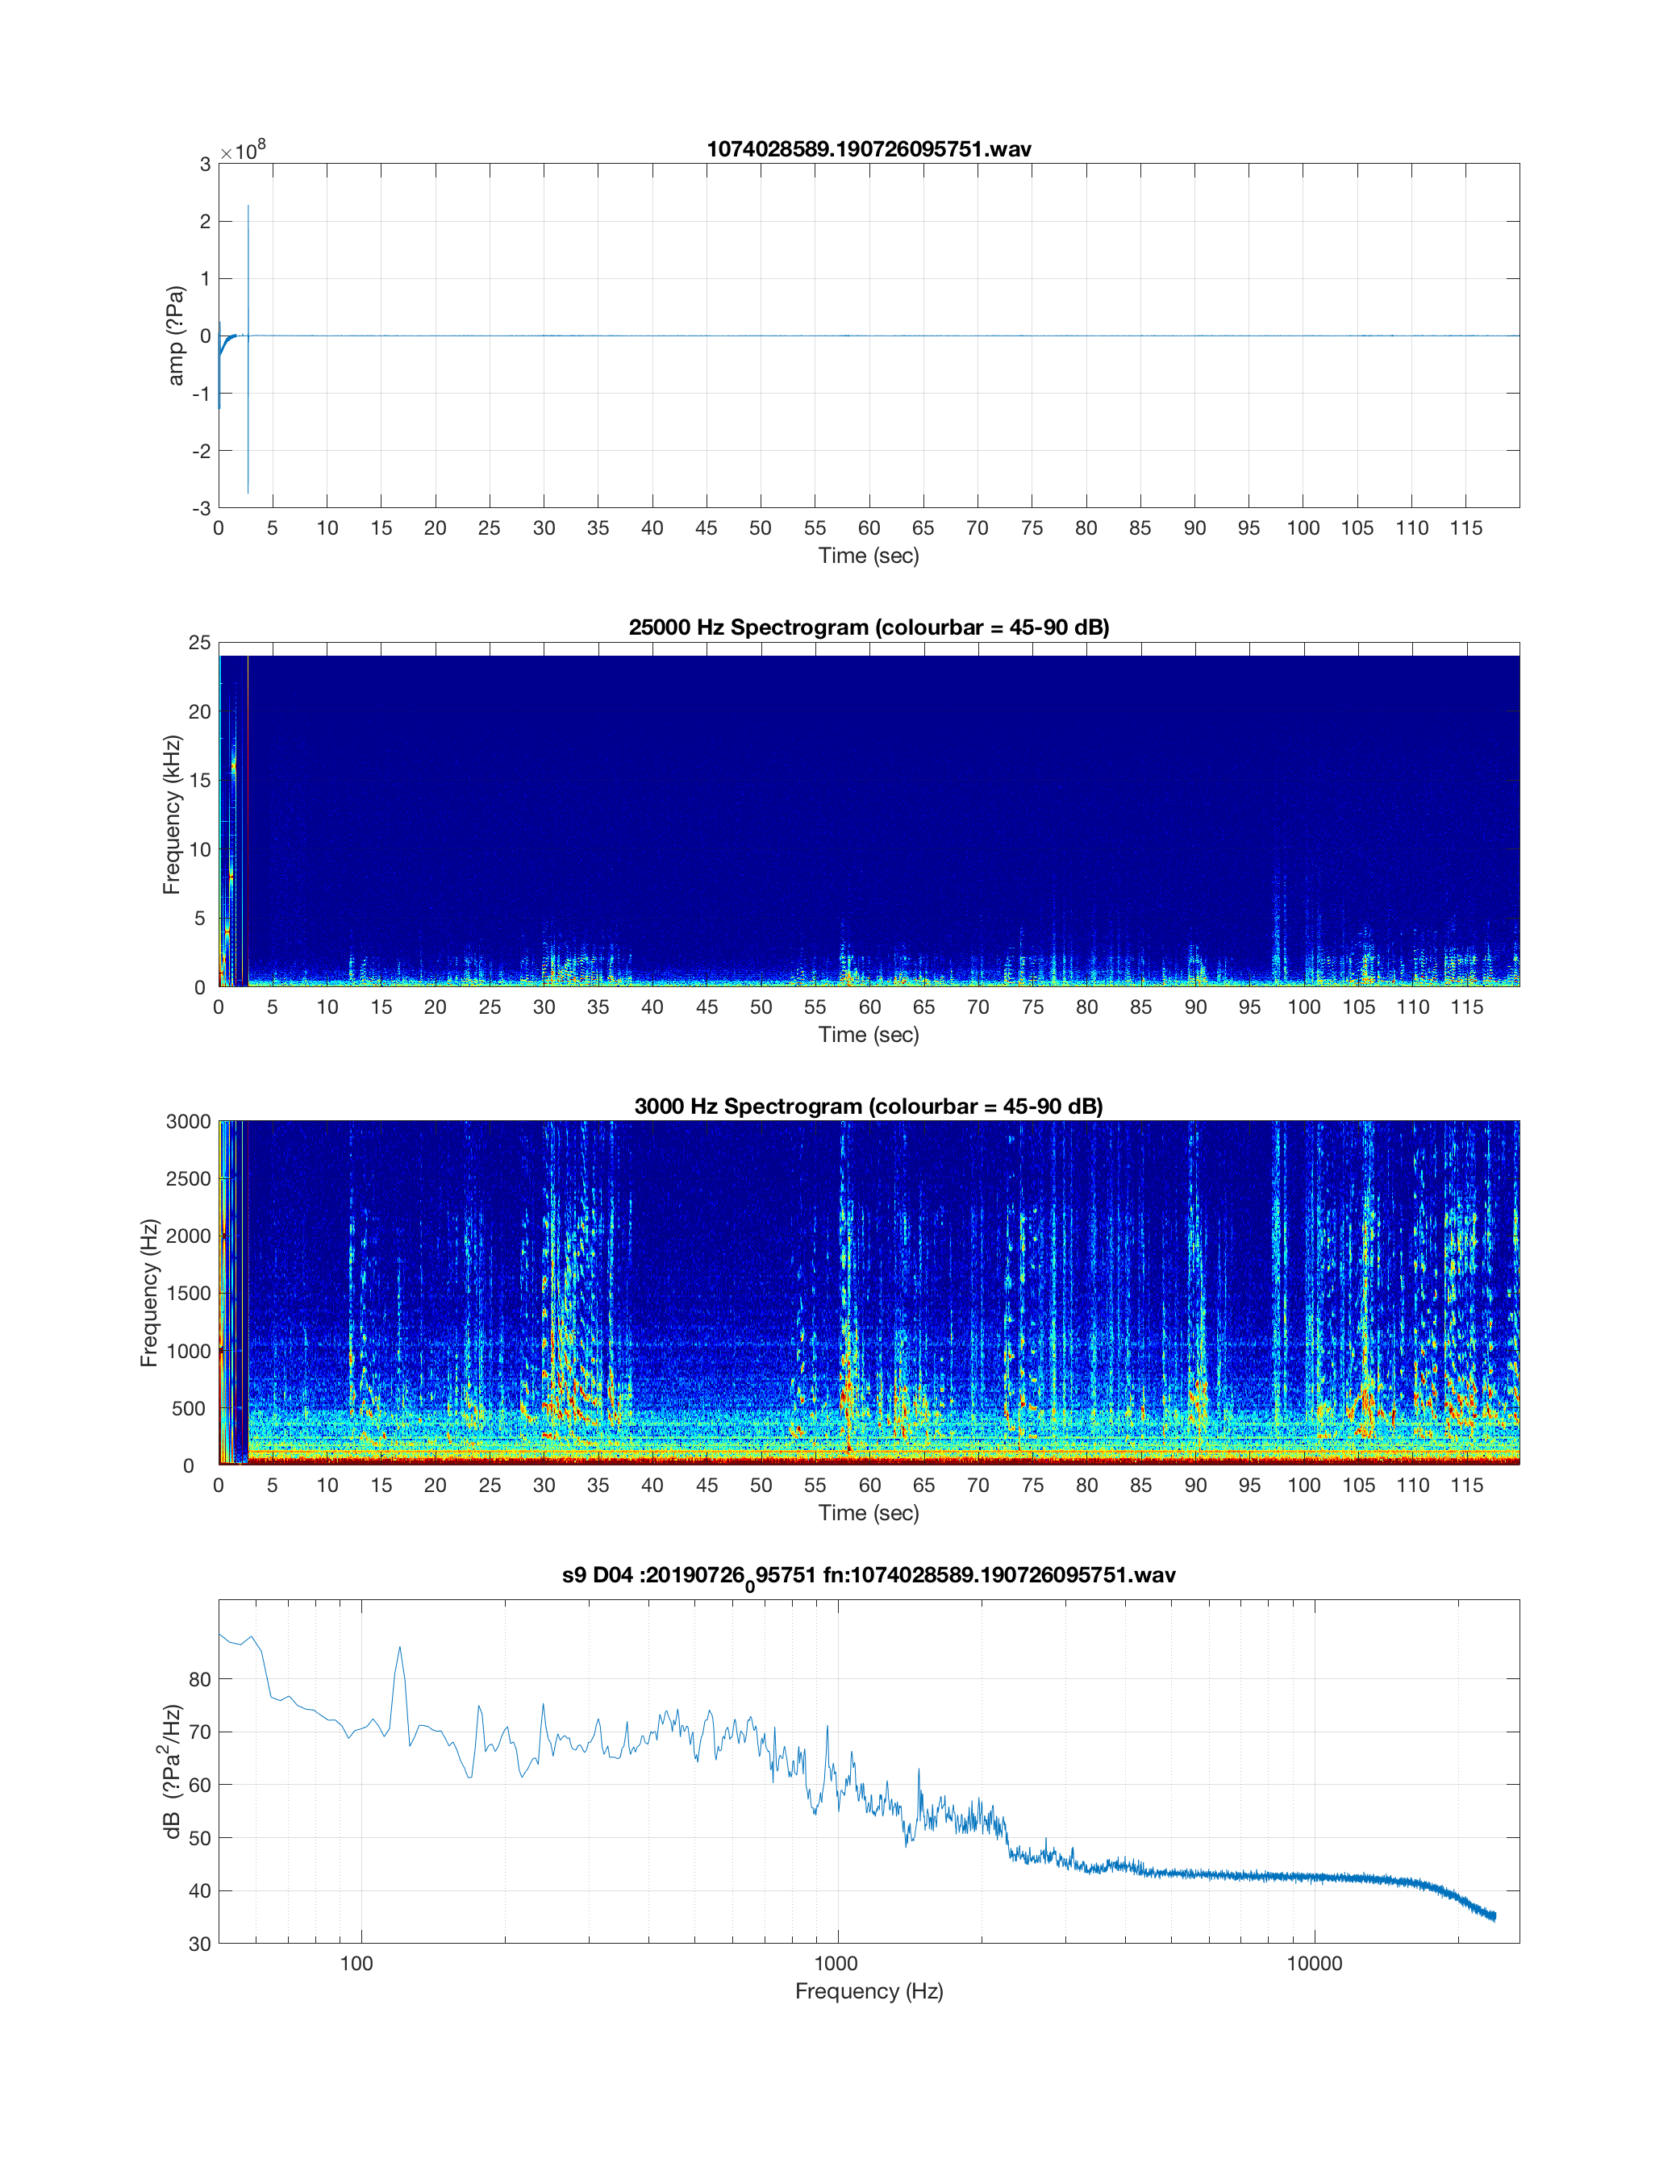 1074028589.190726095751.wav
×10^8
3
2
1
0
-1
-2
-3
amp (?Pa)
0 5 10 15 20 25 30 35 40 45 50 55 60 65 70 75 80 85 90 95 100 105 110 115
Time (sec)
25000 Hz Spectrogram (colourbar = 45-90 dB)
25
20
15
10
5
0
Frequency (kHz)
0 5 10 15 20 25 30 35 40 45 50 55 60 65 70 75 80 85 90 95 100 105 110 115
Time (sec)
3000 Hz Spectrogram (colourbar = 45-90 dB)
3000
2500
2000
1500
1000
500
0
Frequency (Hz)
0 5 10 15 20 25 30 35 40 45 50 55 60 65 70 75 80 85 90 95 100 105 110 115
Time (sec)
s9 D04 :20190726_095751 fn:1074028589.190726095751.wav
80
70
60
50
40
30
dB (?Pa^2/Hz)
100 1000 10000
Frequency (Hz)